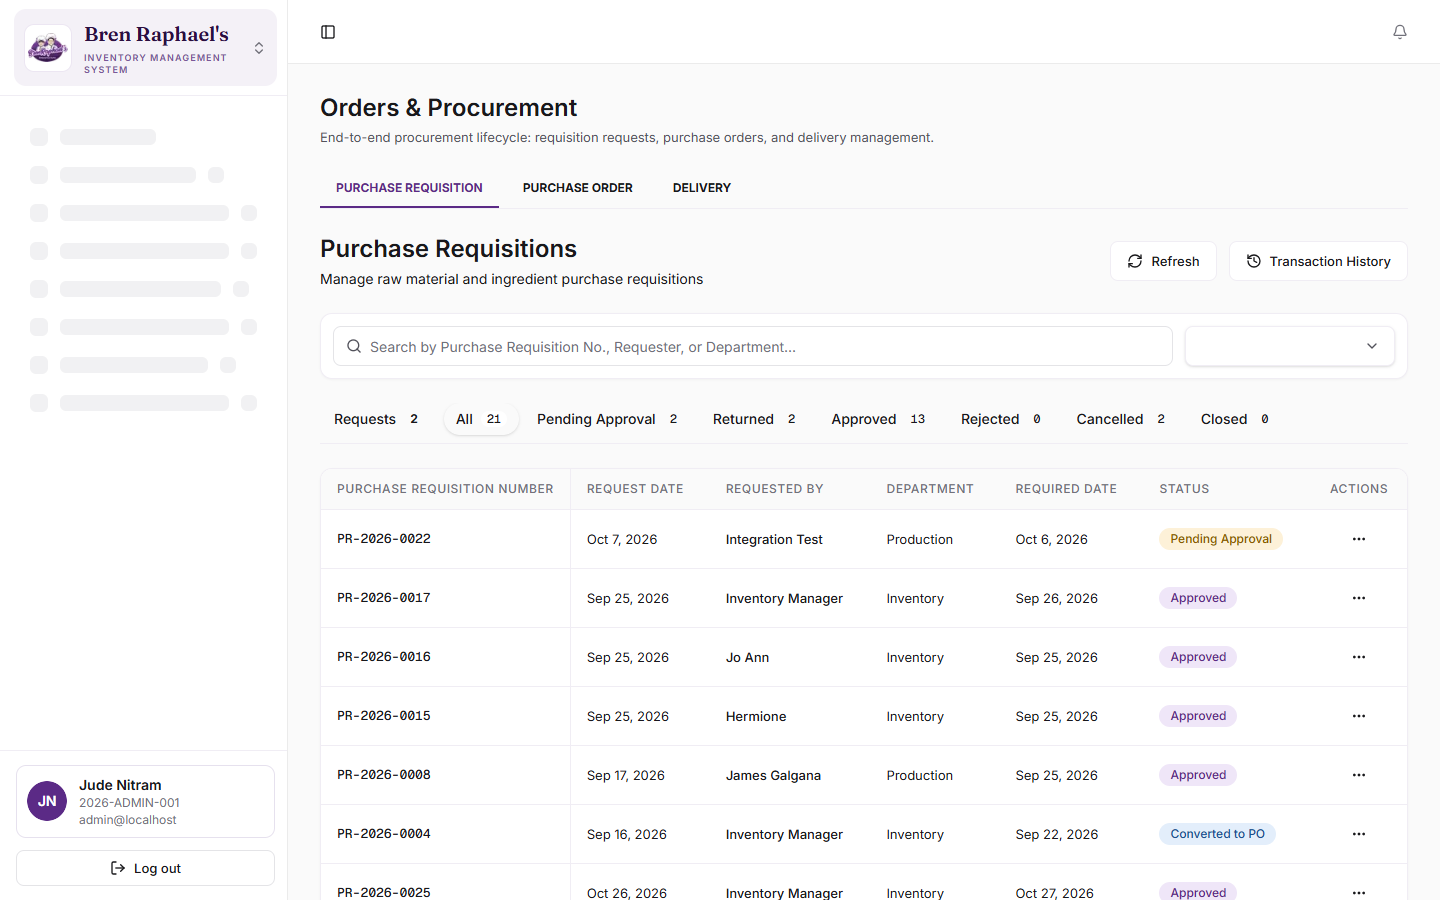 Bren Raphael's
INVENTORY MANAGEMENT
SYSTEM
Orders & Procurement
End-to-end procurement lifecycle: requisition requests, purchase orders, and delivery management.
PURCHASE REQUISITION PURCHASE ORDER DELIVERY
Purchase Requisitions
Manage raw material and ingredient purchase requisitions
Refresh Transaction History
Search by Purchase Requisition No., Requester, or Department...
Requests 2 All 21 Pending Approval 2 Returned 2 Approved 13 Rejected 0 Cancelled 2 Closed 0
PURCHASE REQUISITION NUMBER REQUEST DATE REQUESTED BY DEPARTMENT REQUIRED DATE STATUS ACTIONS
PR-2026-0022 Oct 7, 2026 Integration Test Production Oct 6, 2026 Pending Approval
PR-2026-0017 Sep 25, 2026 Inventory Manager Inventory Sep 26, 2026 Approved
PR-2026-0016 Sep 25, 2026 Jo Ann Inventory Sep 25, 2026 Approved
PR-2026-0015 Sep 25, 2026 Hermione Inventory Sep 25, 2026 Approved
PR-2026-0008 Sep 17, 2026 James Galgana Production Sep 25, 2026 Approved
PR-2026-0004 Sep 16, 2026 Inventory Manager Inventory Sep 22, 2026 Converted to PO
PR-2026-0025 Oct 26, 2026 Inventory Manager Inventory Oct 27, 2026 Approved
JN
Jude Nitram
2026-ADMIN-001
admin@localhost
Log out